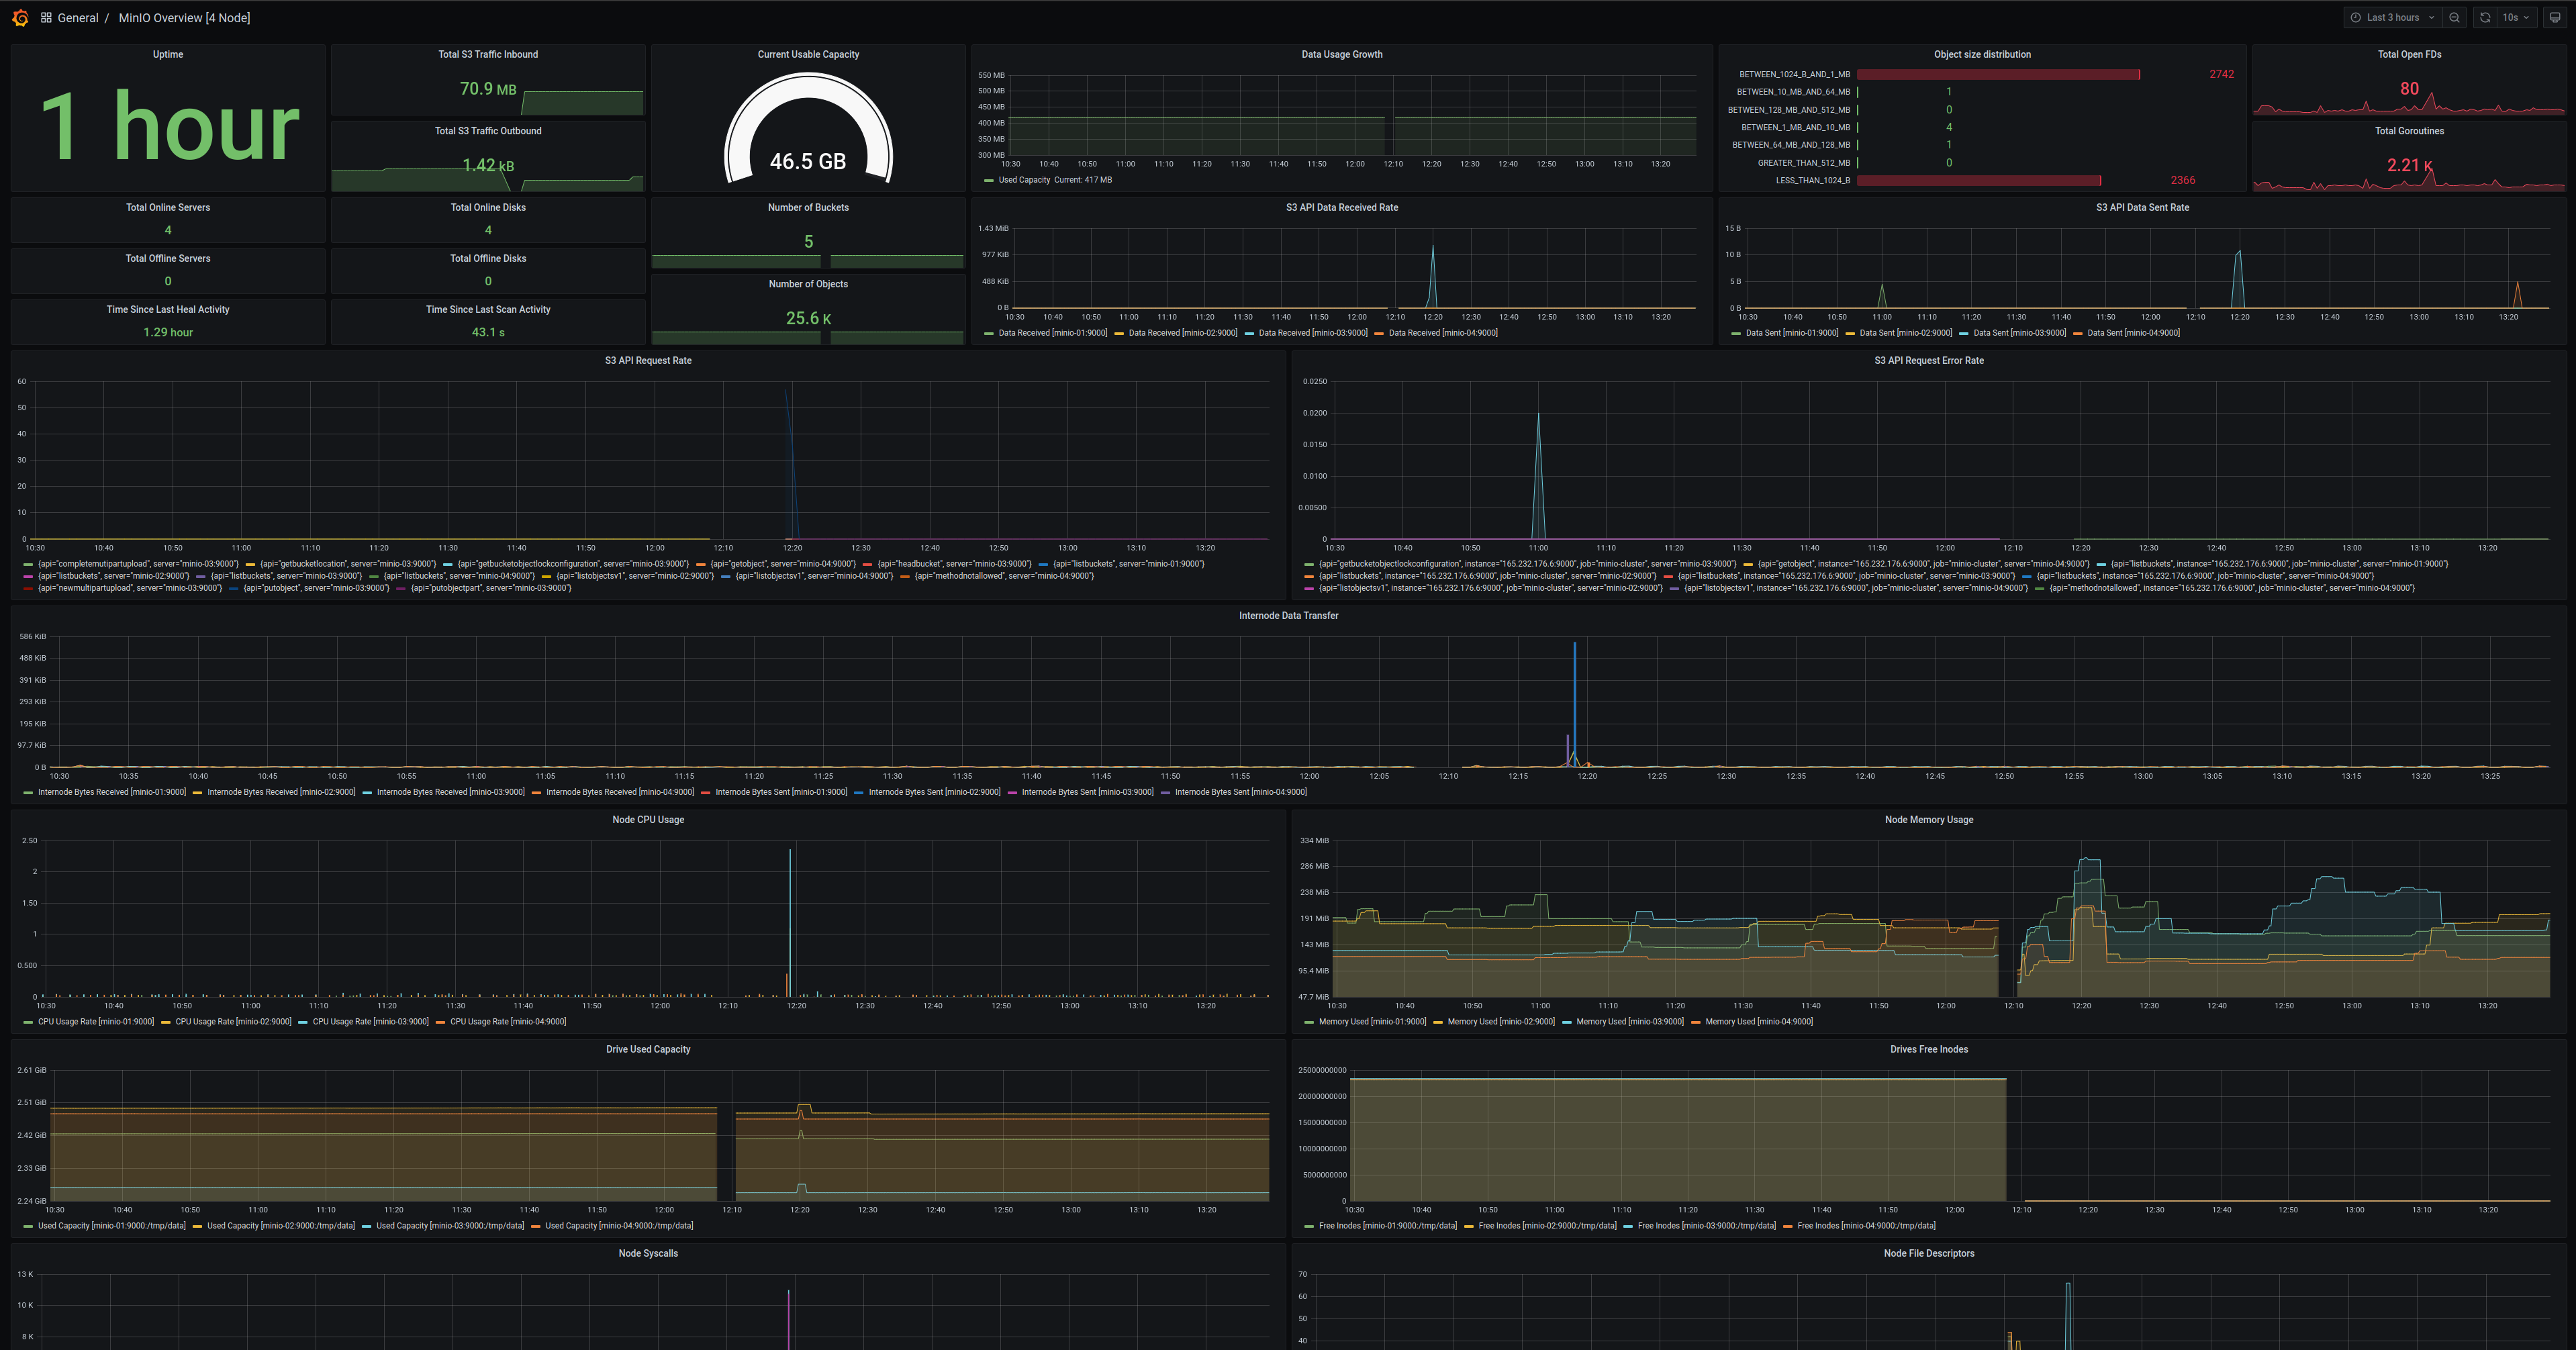 General / MinIO Overview [4 Node]
Last 3 hours
10s
Uptime
1 hour
Total S3 Traffic Inbound
70.9 MB
Total S3 Traffic Outbound
1.42 kB
Current Usable Capacity
46.5 GB
Data Usage Growth
550 MB
500 MB
450 MB
400 MB
350 MB
300 MB
10:30 10:40 10:50 11:00 11:10 11:20 11:30 11:40 11:50 12:00 12:10 12:20 12:30 12:40 12:50 13:00 13:10 13:20
Used Capacity Current: 417 MB
Object size distribution
BETWEEN_1024_B_AND_1_MB 2742
BETWEEN_10_MB_AND_64_MB 1
BETWEEN_128_MB_AND_512_MB 0
BETWEEN_1_MB_AND_10_MB 4
BETWEEN_64_MB_AND_128_MB 1
GREATER_THAN_512_MB 0
LESS_THAN_1024_B 2366
Total Open FDs
80
Total Goroutines
2.21 K
Total Online Servers
4
Total Online Disks
4
Total Offline Servers
0
Total Offline Disks
0
Time Since Last Heal Activity
1.29 hour
Time Since Last Scan Activity
43.1 s
Number of Buckets
5
Number of Objects
25.6 K
S3 API Data Received Rate
1.43 MiB
977 KiB
488 KiB
0 B
10:30 10:40 10:50 11:00 11:10 11:20 11:30 11:40 11:50 12:00 12:10 12:20 12:30 12:40 12:50 13:00 13:10 13:20
Data Received [minio-01:9000] Data Received [minio-02:9000] Data Received [minio-03:9000] Data Received [minio-04:9000]
S3 API Data Sent Rate
15 B
10 B
5 B
0 B
10:30 10:40 10:50 11:00 11:10 11:20 11:30 11:40 11:50 12:00 12:10 12:20 12:30 12:40 12:50 13:00 13:10 13:20
Data Sent [minio-01:9000] Data Sent [minio-02:9000] Data Sent [minio-03:9000] Data Sent [minio-04:9000]
S3 API Request Rate
60
50
40
30
20
10
0
10:30 10:40 10:50 11:00 11:10 11:20 11:30 11:40 11:50 12:00 12:10 12:20 12:30 12:40 12:50 13:00 13:10 13:20
{api="completemutipartupload", server="minio-03:9000"} {api="getbucketlocation", server="minio-03:9000"} {api="getbucketobjectlockconfiguration", server="minio-03:9000"} {api="getobject", server="minio-04:9000"} {api="headbucket", server="minio-03:9000"} {api="listbuckets", server="minio-01:9000"}
{api="listbuckets", server="minio-02:9000"} {api="listbuckets", server="minio-03:9000"} {api="listbuckets", server="minio-04:9000"} {api="listobjectsv1", server="minio-02:9000"} {api="listobjectsv1", server="minio-04:9000"} {api="methodnotallowed", server="minio-04:9000"}
{api="newmultipartupload", server="minio-03:9000"} {api="putobject", server="minio-03:9000"} {api="putobjectpart", server="minio-03:9000"}
S3 API Request Error Rate
0.0250
0.0200
0.0150
0.0100
0.00500
0
10:30 10:40 10:50 11:00 11:10 11:20 11:30 11:40 11:50 12:00 12:10 12:20 12:30 12:40 12:50 13:00 13:10 13:20
{api="getbucketobjectlockconfiguration", instance="165.232.176.6:9000", job="minio-cluster", server="minio-03:9000"} {api="getobject", instance="165.232.176.6:9000", job="minio-cluster", server="minio-04:9000"} {api="listbuckets", instance="165.232.176.6:9000", job="minio-cluster", server="minio-01:9000"}
{api="listbuckets", instance="165.232.176.6:9000", job="minio-cluster", server="minio-02:9000"} {api="listbuckets", instance="165.232.176.6:9000", job="minio-cluster", server="minio-03:9000"} {api="listbuckets", instance="165.232.176.6:9000", job="minio-cluster", server="minio-04:9000"}
{api="listobjectsv1", instance="165.232.176.6:9000", job="minio-cluster", server="minio-02:9000"} {api="listobjectsv1", instance="165.232.176.6:9000", job="minio-cluster", server="minio-04:9000"} {api="methodnotallowed", instance="165.232.176.6:9000", job="minio-cluster", server="minio-04:9000"}
Internode Data Transfer
586 KiB
488 KiB
391 KiB
293 KiB
195 KiB
97.7 KiB
0 B
10:30 10:35 10:40 10:45 10:50 10:55 11:00 11:05 11:10 11:15 11:20 11:25 11:30 11:35 11:40 11:45 11:50 11:55 12:00 12:05 12:10 12:15 12:20 12:25 12:30 12:35 12:40 12:45 12:50 12:55 13:00 13:05 13:10 13:15 13:20 13:25
Internode Bytes Received [minio-01:9000] Internode Bytes Received [minio-02:9000] Internode Bytes Received [minio-03:9000] Internode Bytes Received [minio-04:9000] Internode Bytes Sent [minio-01:9000] Internode Bytes Sent [minio-02:9000] Internode Bytes Sent [minio-03:9000] Internode Bytes Sent [minio-04:9000]
Node CPU Usage
2.50
2
1.50
1
0.500
0
10:30 10:40 10:50 11:00 11:10 11:20 11:30 11:40 11:50 12:00 12:10 12:20 12:30 12:40 12:50 13:00 13:10 13:20
CPU Usage Rate [minio-01:9000] CPU Usage Rate [minio-02:9000] CPU Usage Rate [minio-03:9000] CPU Usage Rate [minio-04:9000]
Node Memory Usage
334 MiB
286 MiB
238 MiB
191 MiB
143 MiB
95.4 MiB
47.7 MiB
10:30 10:40 10:50 11:00 11:10 11:20 11:30 11:40 11:50 12:00 12:10 12:20 12:30 12:40 12:50 13:00 13:10 13:20
Memory Used [minio-01:9000] Memory Used [minio-02:9000] Memory Used [minio-03:9000] Memory Used [minio-04:9000]
Drive Used Capacity
2.61 GiB
2.51 GiB
2.42 GiB
2.33 GiB
2.24 GiB
10:30 10:40 10:50 11:00 11:10 11:20 11:30 11:40 11:50 12:00 12:10 12:20 12:30 12:40 12:50 13:00 13:10 13:20
Used Capacity [minio-01:9000:/tmp/data] Used Capacity [minio-02:9000:/tmp/data] Used Capacity [minio-03:9000:/tmp/data] Used Capacity [minio-04:9000:/tmp/data]
Drives Free Inodes
25000000000
20000000000
15000000000
10000000000
5000000000
0
10:30 10:40 10:50 11:00 11:10 11:20 11:30 11:40 11:50 12:00 12:10 12:20 12:30 12:40 12:50 13:00 13:10 13:20
Free Inodes [minio-01:9000:/tmp/data] Free Inodes [minio-02:9000:/tmp/data] Free Inodes [minio-03:9000:/tmp/data] Free Inodes [minio-04:9000:/tmp/data]
Node Syscalls
13 K
10 K
8 K
Node File Descriptors
70
60
50
40